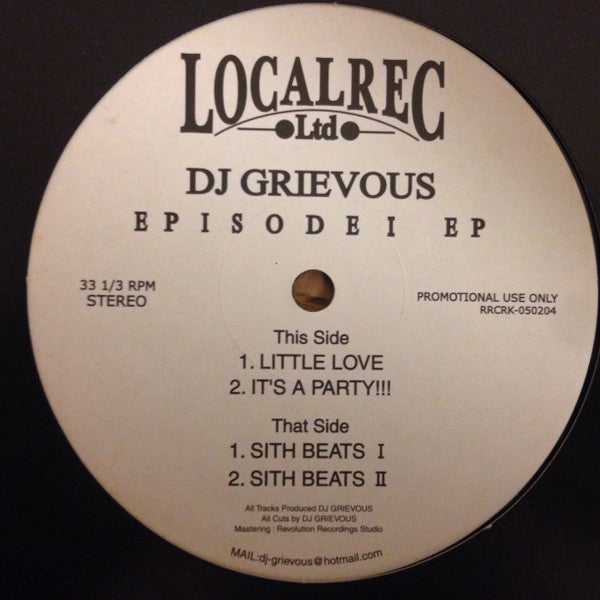 LOCALREC
Ltd
DJ GRIEVOUS
EPISODE I EP
33 1/3 RPM
STEREO
PROMOTIONAL USE ONLY
RRCRK-050204
This Side
1. LITTLE LOVE
2. IT'S A PARTY!!!
That Side
1. SITH BEATS Ⅰ
2. SITH BEATS Ⅱ
All Tracks Produced DJ GRIEVOUS
All Cuts by DJ GRIEVOUS
Mastering : Revolution Recordings Studio
MAIL:dj-grievous@hotmail.com